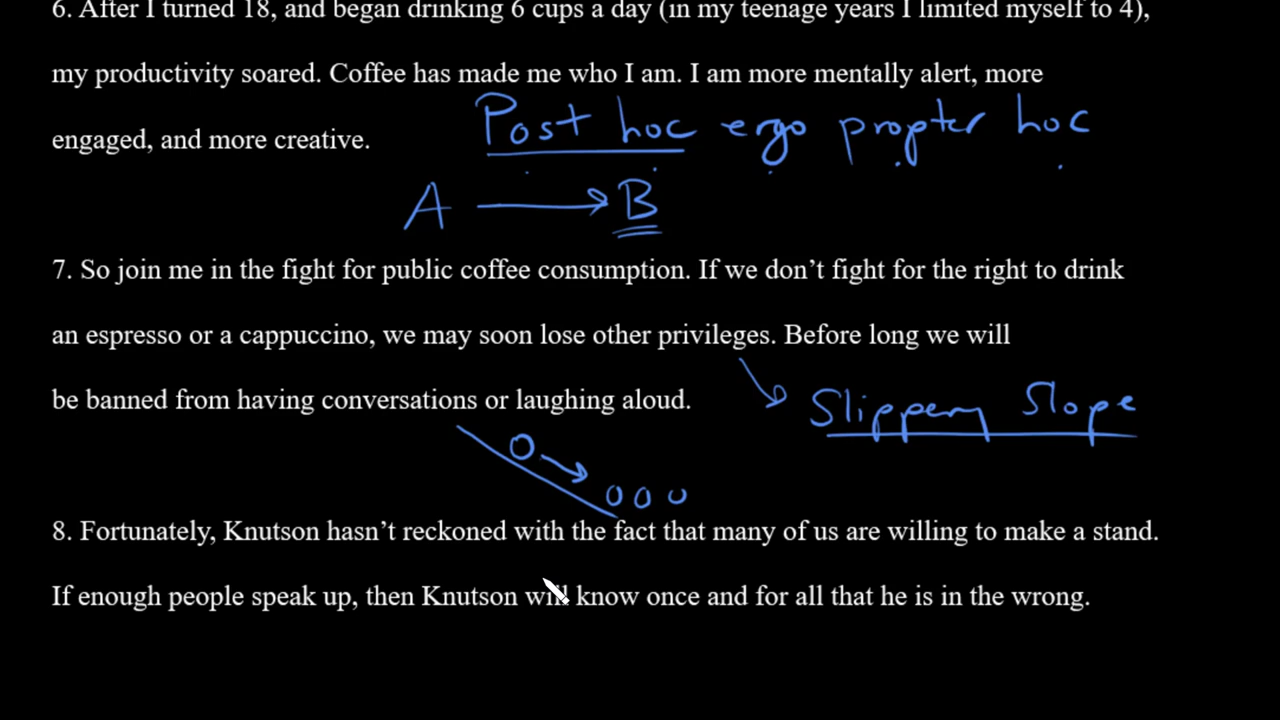 6. After I turned 18, and began drinking 6 cups a day (in my teenage years I limited myself to 4),
my productivity soared. Coffee has made me who I am. I am more mentally alert, more
engaged, and more creative.
Post hoc ergo propter hoc
A → B
7. So join me in the fight for public coffee consumption. If we don’t fight for the right to drink
an espresso or a cappuccino, we may soon lose other privileges. Before long we will
be banned from having conversations or laughing aloud.
Slippery Slope
8. Fortunately, Knutson hasn’t reckoned with the fact that many of us are willing to make a stand.
If enough people speak up, then Knutson will know once and for all that he is in the wrong.